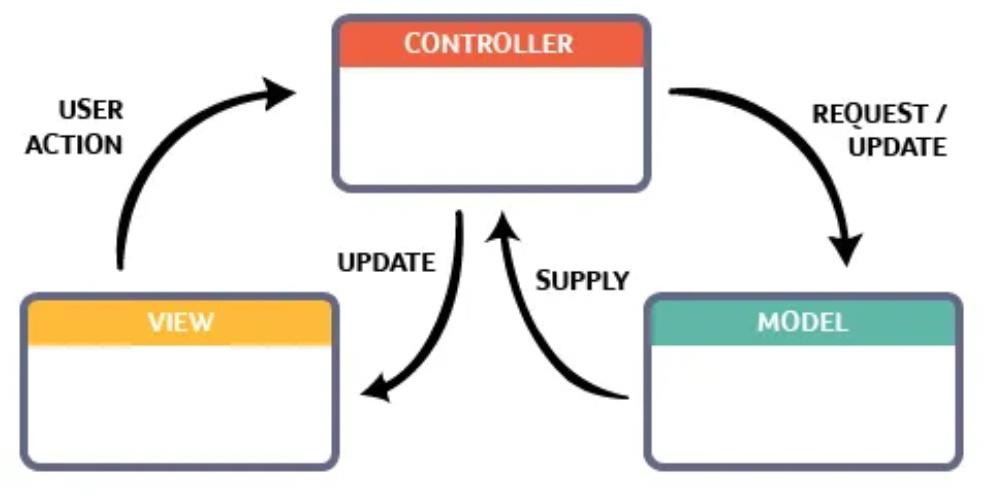 CONTROLLER
USER
ACTION
REQUEST /
UPDATE
UPDATE
SUPPLY
VIEW
MODEL